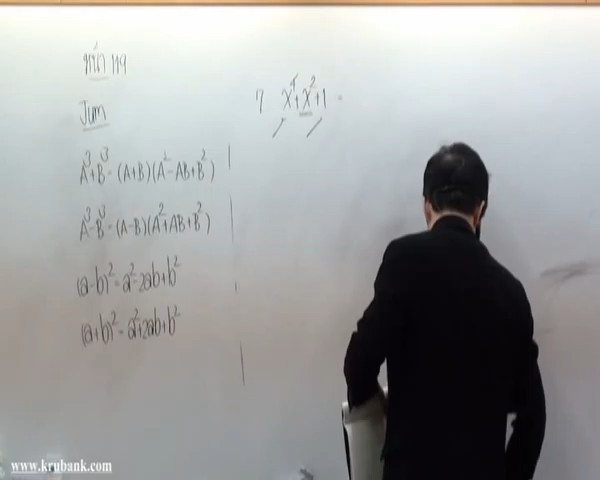 หน้า 119
A³+B³ = (A+B)(A²-AB+B²)
A³-B³ = (A-B)(A²+AB+B²)
(a-b)² = a²-2ab+b²
(a+b)² = a²+2ab+b²
7 x⁴+x²+1 =
www.krubank.com